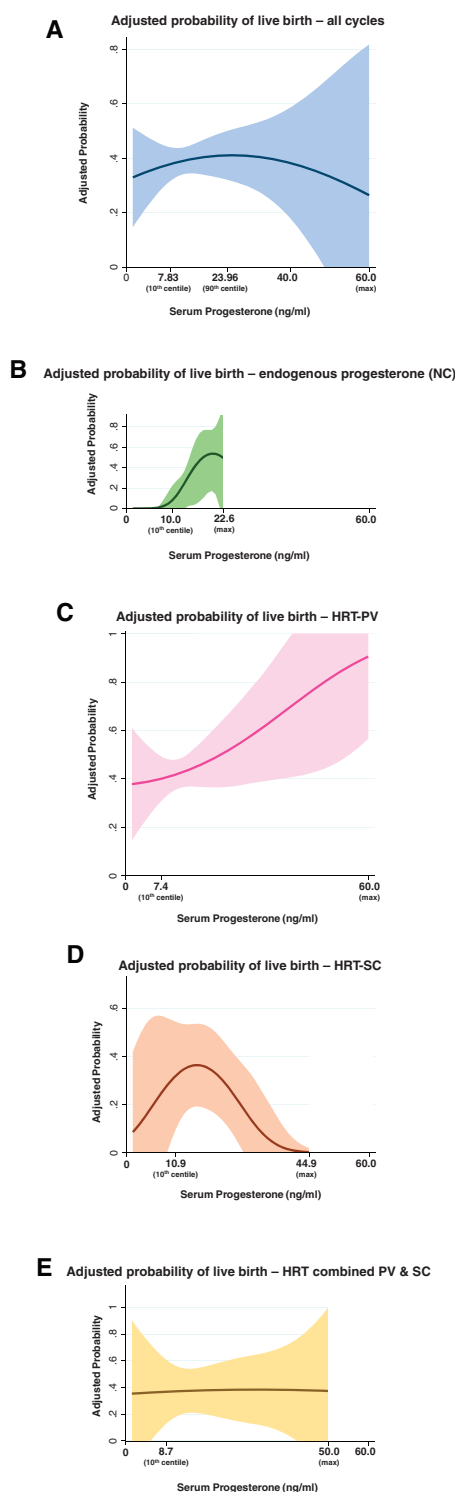 A
Adjusted probability of live birth – all cycles
Adjusted Probability
.8
.6
.4
.2
0
0 7.83 23.96 40.0 60.0
(10th centile) (90th centile) (max)
Serum Progesterone (ng/ml)
B
Adjusted probability of live birth – endogenous progesterone (NC)
Adjusted Probability
.8
.6
.4
.2
0
0 10.0 22.6 60.0
(10th centile) (max)
Serum Progesterone (ng/ml)
C
Adjusted probability of live birth – HRT-PV
Adjusted Probability
1
.8
.6
.4
.2
0
0 7.4 60.0
(10th centile) (max)
Serum Progesterone (ng/ml)
D
Adjusted probability of live birth – HRT-SC
Adjusted Probability
.6
.4
.2
0
0 10.9 44.9 60.0
(10th centile) (max)
Serum Progesterone (ng/ml)
E
Adjusted probability of live birth – HRT combined PV & SC
Adjusted Probability
1
.8
.6
.4
.2
0
0 8.7 50.0 60.0
(10th centile) (max)
Serum Progesterone (ng/ml)